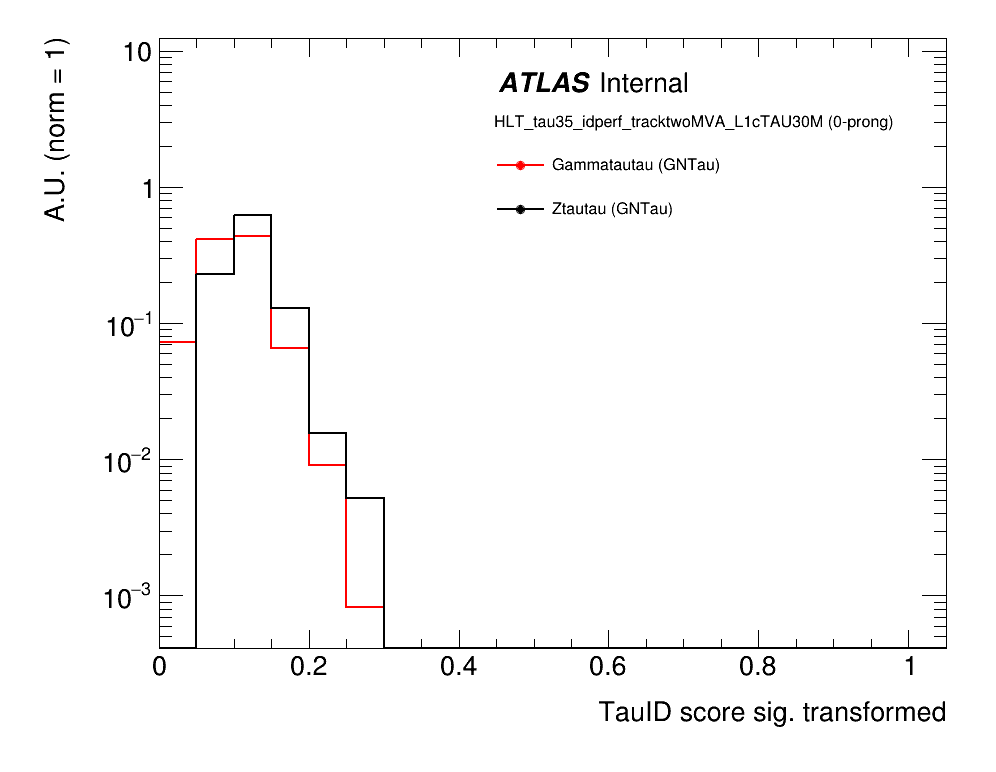 A.U. (norm = 1)
10
1
10⁻¹
10⁻²
10⁻³
ATLAS Internal
HLT_tau35_idperf_tracktwoMVA_L1cTAU30M (0-prong)
Gammatautau (GNTau)
Ztautau (GNTau)
0 0.2 0.4 0.6 0.8 1
TauID score sig. transformed